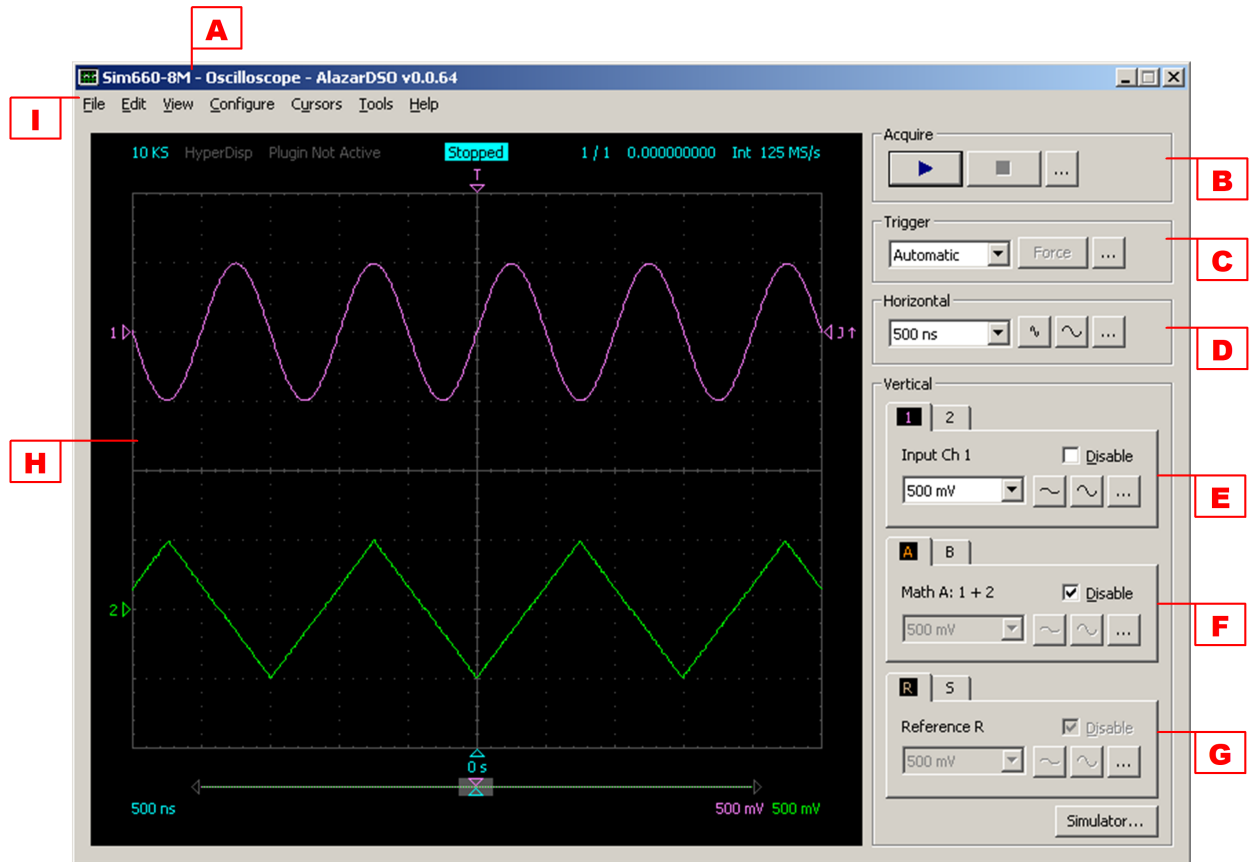 A
Sim660-8M - Oscilloscope - AlazarDSO v0.0.64
I
File Edit View Configure Cursors Tools Help
10 KS HyperDisp Plugin Not Active Stopped 1 / 1 0.000000000 Int 125 MS/s
T
1
J↑
H
2
0 s
500 ns
500 mV 500 mV
Acquire
...
B
Trigger
Automatic Force ...
C
Horizontal
500 ns ...
D
Vertical
1 2
Input Ch 1 Disable
500 mV ...
E
A B
Math A: 1 + 2 Disable
500 mV ...
F
R S
Reference R Disable
500 mV ...
G
Simulator...